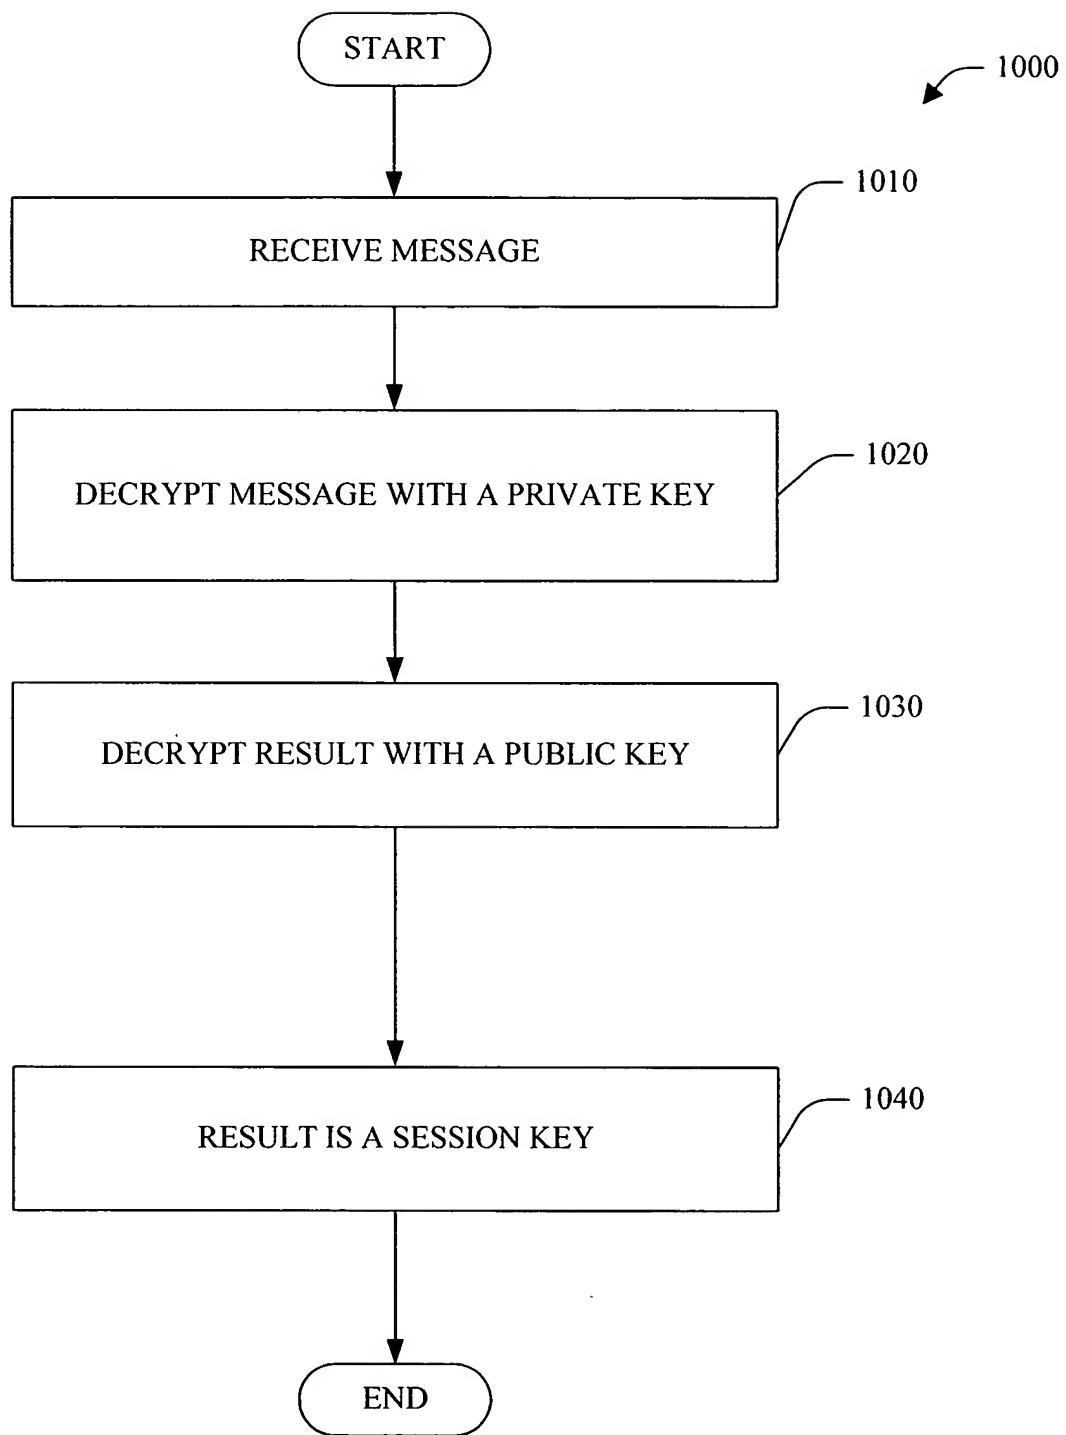 START
1000
1010
RECEIVE MESSAGE
1020
DECRYPT MESSAGE WITH A PRIVATE KEY
1030
DECRYPT RESULT WITH A PUBLIC KEY
1040
RESULT IS A SESSION KEY
END